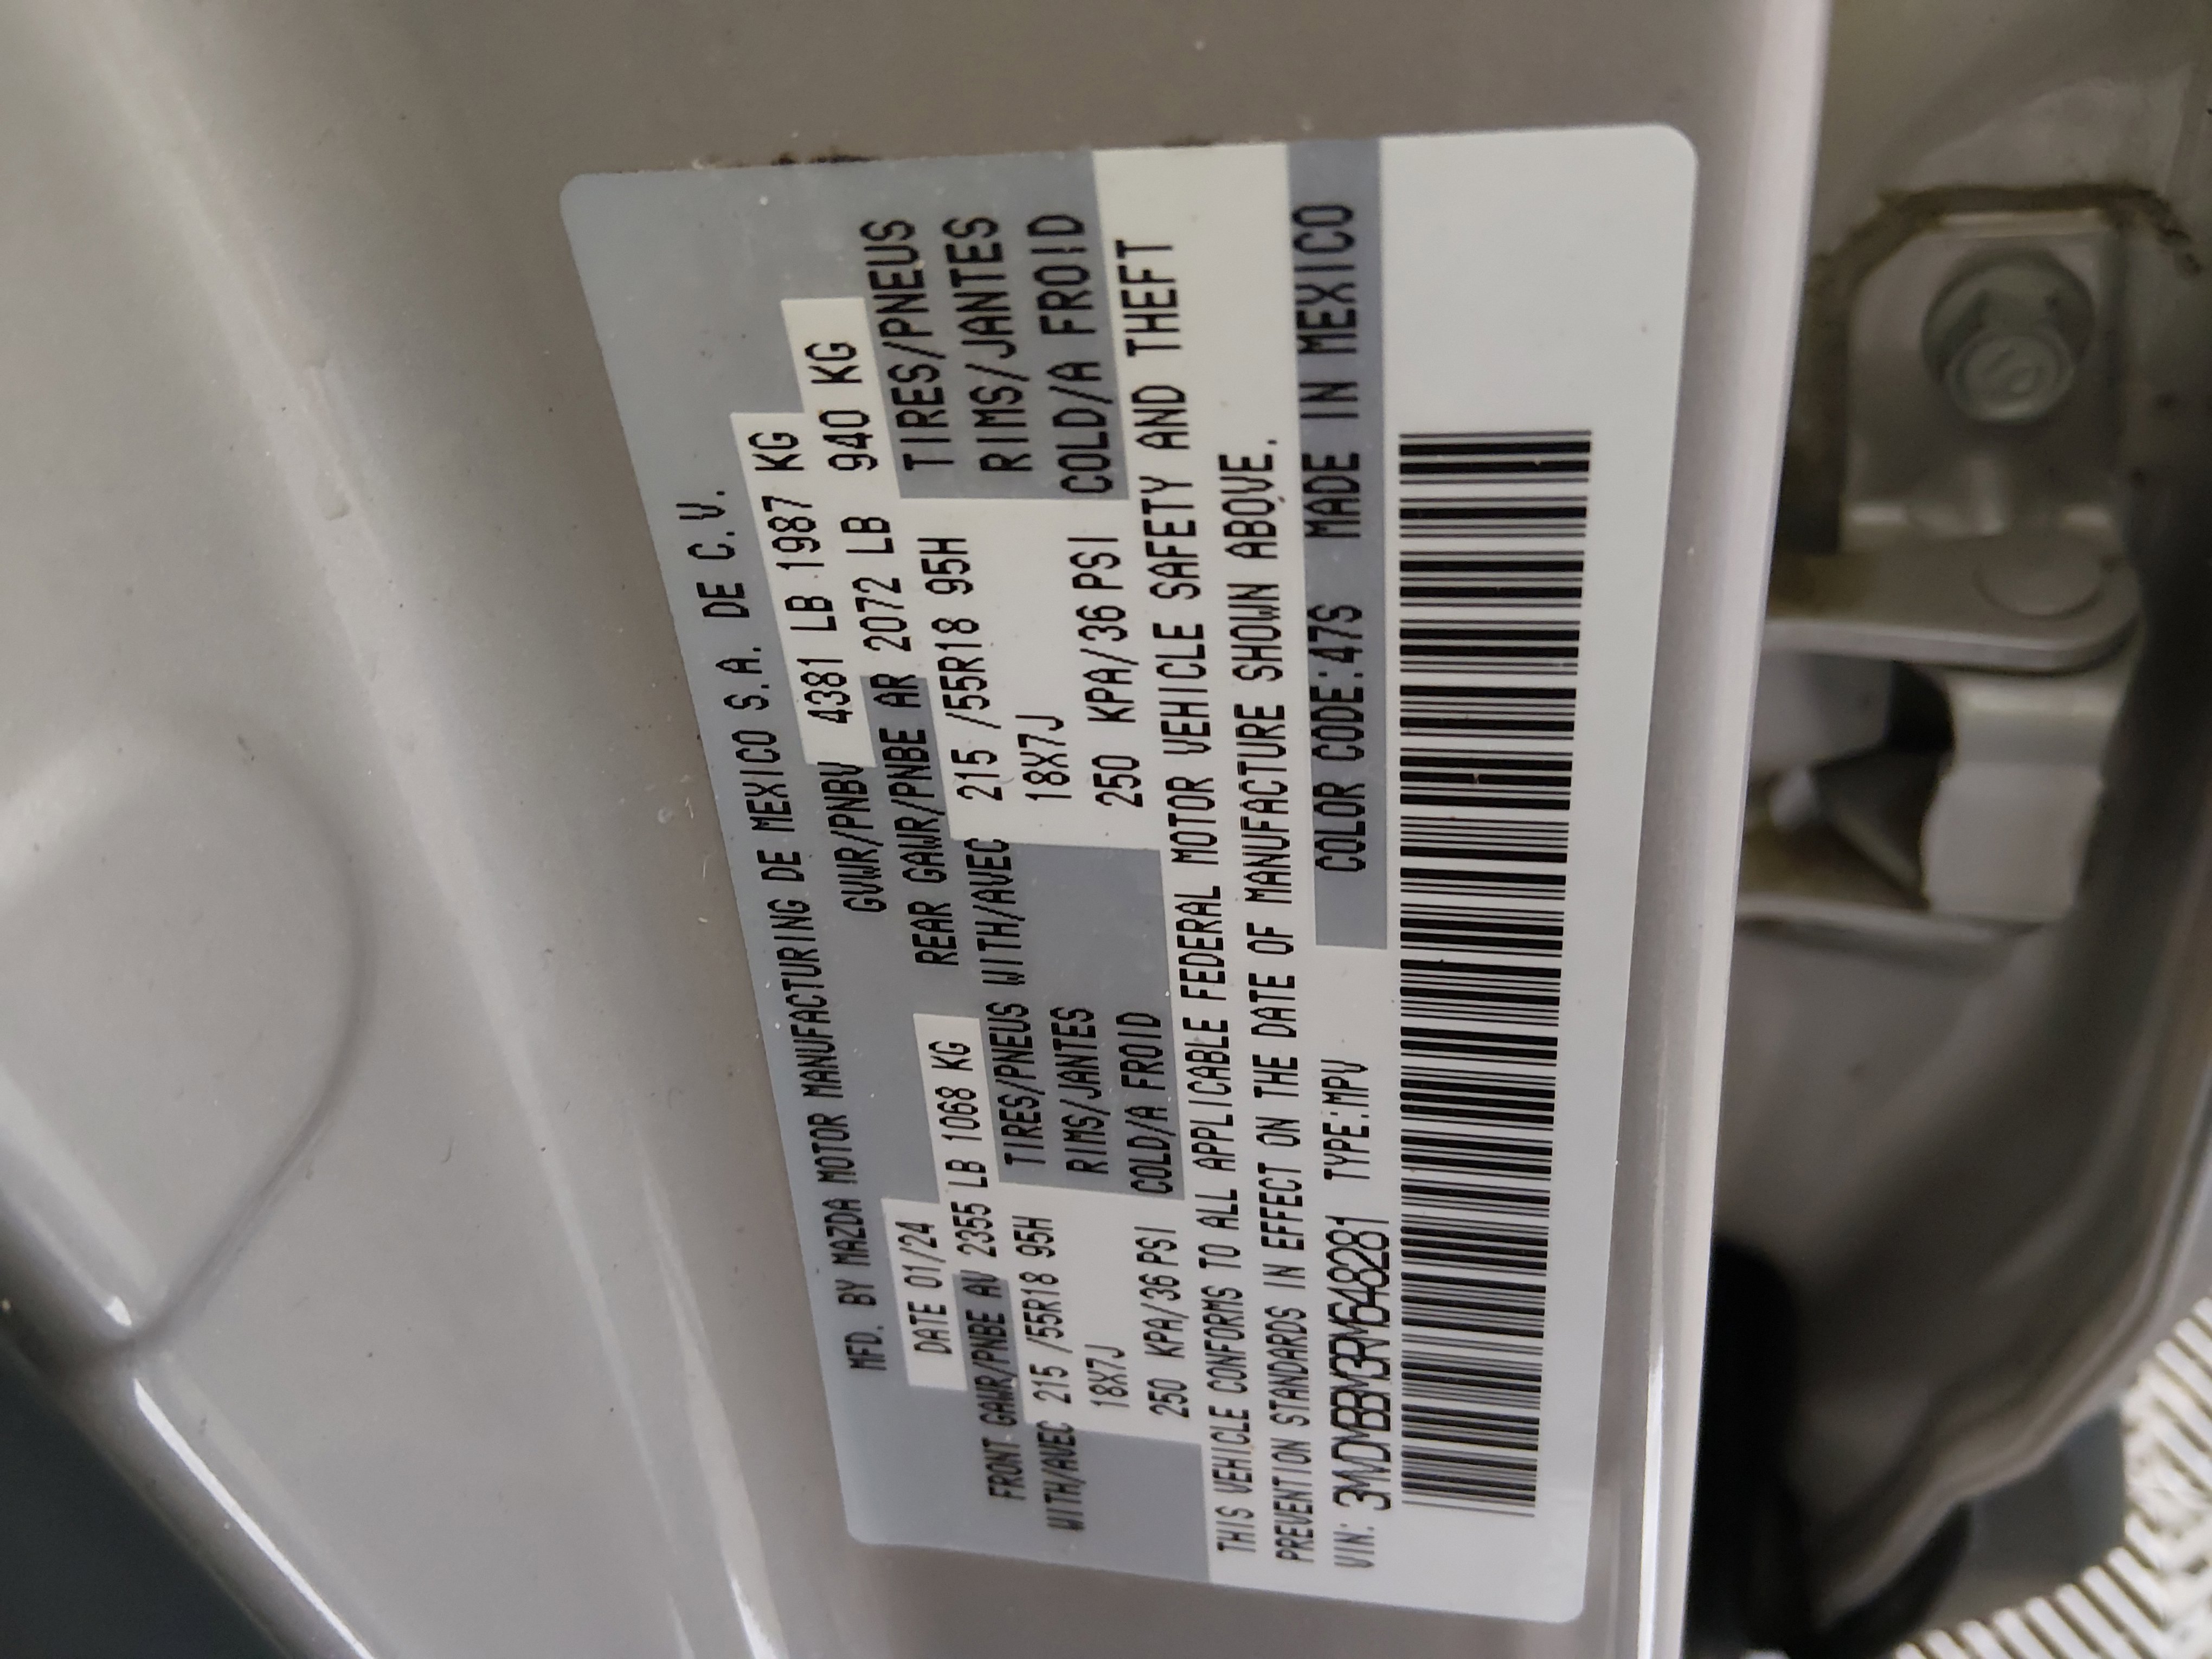 MFD. BY MAZDA MOTOR MANUFACTURING DE MEXICO S.A. DE C.V.
DATE 01/24 GVWR/PNBV 4381 LB 1987 KG
FRONT GAWR/PNBE AV 2355 LB 1068 KG REAR GAWR/PNBE AR 2072 LB 940 KG
WITH/AVEC 215 /55R18 95H TIRES/PNEUS WITH/AVEC 215 /55R18 95H TIRES/PNEUS
18X7J RIMS/JANTES 18X7J RIMS/JANTES
250 KPA/36 PSI COLD/A FROID 250 KPA/36 PSI COLD/A FROID
THIS VEHICLE CONFORMS TO ALL APPLICABLE FEDERAL MOTOR VEHICLE SAFETY AND THEFT
PREVENTION STANDARDS IN EFFECT ON THE DATE OF MANUFACTURE SHOWN ABOVE.
VIN: 3MVDMBBM3RM648281 TYPE:MPV COLOR CODE:47S MADE IN MEXICO